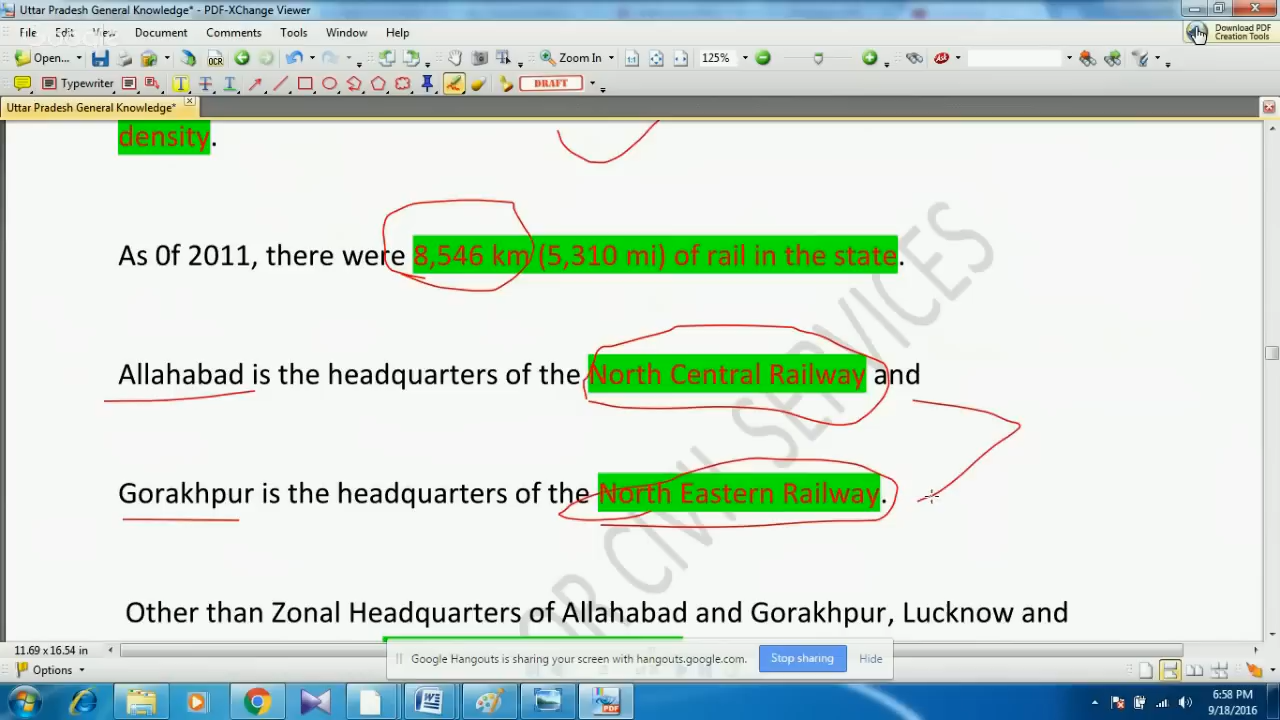 Uttar Pradesh General Knowledge* - PDF-XChange Viewer
File Edit View Document Comments Tools Window Help
Download PDF
Creation Tools
Open OCR Zoom In 125%
Typewriter DRAFT
Uttar Pradesh General Knowledge*
density.
As 0f 2011, there were 8,546 km (5,310 mi) of rail in the state.
Allahabad is the headquarters of the North Central Railway and
Gorakhpur is the headquarters of the North Eastern Railway.
Other than Zonal Headquarters of Allahabad and Gorakhpur, Lucknow and
OR CIVIL SERVICES
11.69 x 16.54 in
Google Hangouts is sharing your screen with hangouts.google.com. Stop sharing Hide
Options
6:58 PM
9/18/2016